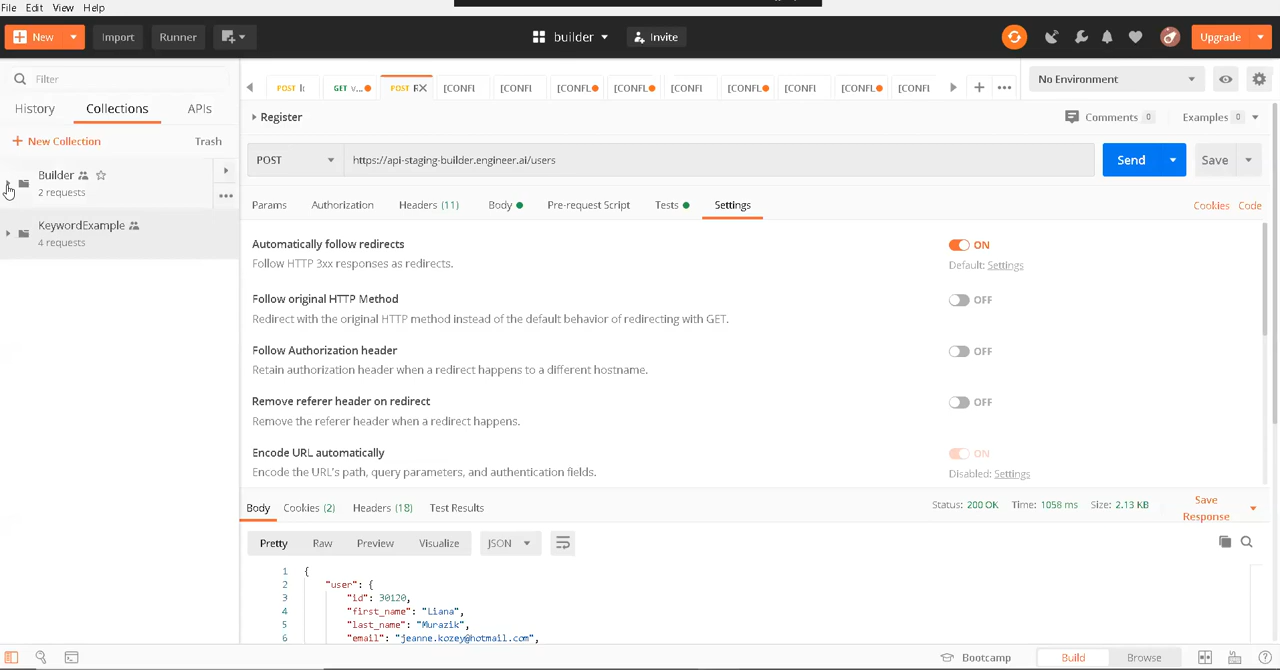 File Edit View Help
New Import Runner builder Invite Upgrade
Filter
History Collections APIs
New Collection Trash
Builder
2 requests
KeywordExample
4 requests
POST GET v... POST [CONFI [CONFI [CONFL [CONFL [CONFI [CONFL [CONFI [CONFL [CONFI
No Environment
Register Comments 0 Examples 0
POST https://api-staging-builder.engineer.ai/users Send Save
Params Authorization Headers (11) Body Pre-request Script Tests Settings Cookies Code
Automatically follow redirects ON
Follow HTTP 3xx responses as redirects. Default: Settings
Follow original HTTP Method OFF
Redirect with the original HTTP method instead of the default behavior of redirecting with GET.
Follow Authorization header OFF
Retain authorization header when a redirect happens to a different hostname.
Remove referer header on redirect OFF
Remove the referer header when a redirect happens.
Encode URL automatically ON
Encode the URL's path, query parameters, and authentication fields. Disabled: Settings
Body Cookies (2) Headers (18) Test Results Status: 200 OK Time: 1058 ms Size: 2.13 KB Save Response
Pretty Raw Preview Visualize JSON
1 {
2 "user": {
3 "id": 30120,
4 "first_name": "Liana",
5 "last_name": "Murazik",
6 "email": "jeanne.kozey@hotmail.com",
Bootcamp Build Browse